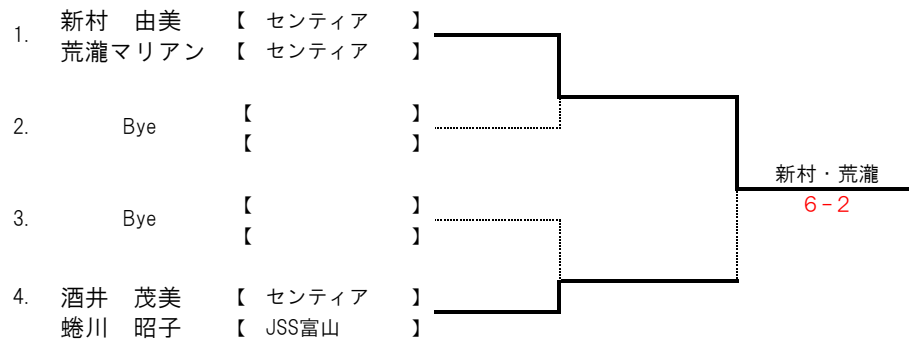 1. 新村　由美 【 センティア 】
荒瀧マリアン 【 センティア 】
2. Bye 【 】
【 】
3. Bye 【 】
【 】
4. 酒井　茂美 【 センティア 】
蜷川　昭子 【 JSS富山 】
新村・荒瀧
6-2